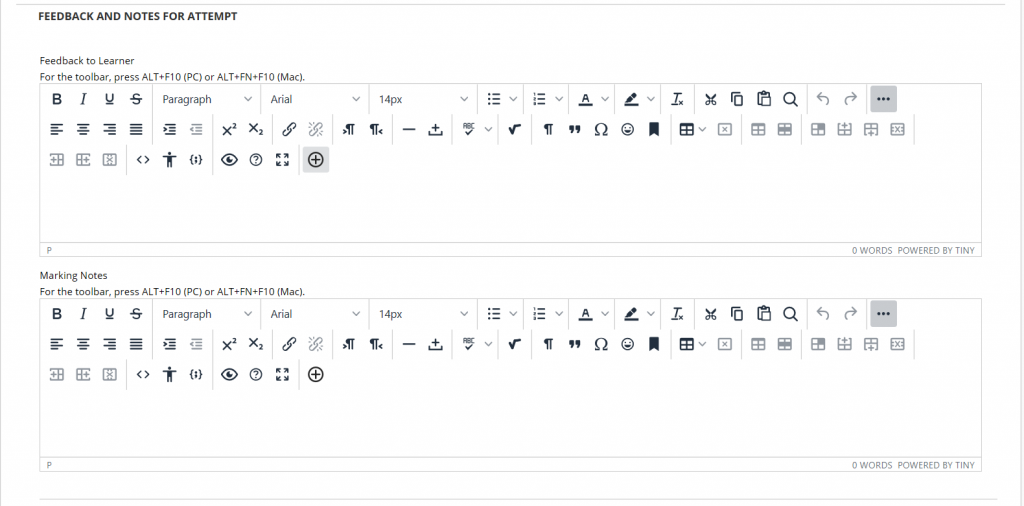 FEEDBACK AND NOTES FOR ATTEMPT
Feedback to Learner
For the toolbar, press ALT+F10 (PC) or ALT+FN+F10 (Mac).
Paragraph Arial 14px
P 0 WORDS POWERED BY TINY
Marking Notes
For the toolbar, press ALT+F10 (PC) or ALT+FN+F10 (Mac).
Paragraph Arial 14px
P 0 WORDS POWERED BY TINY